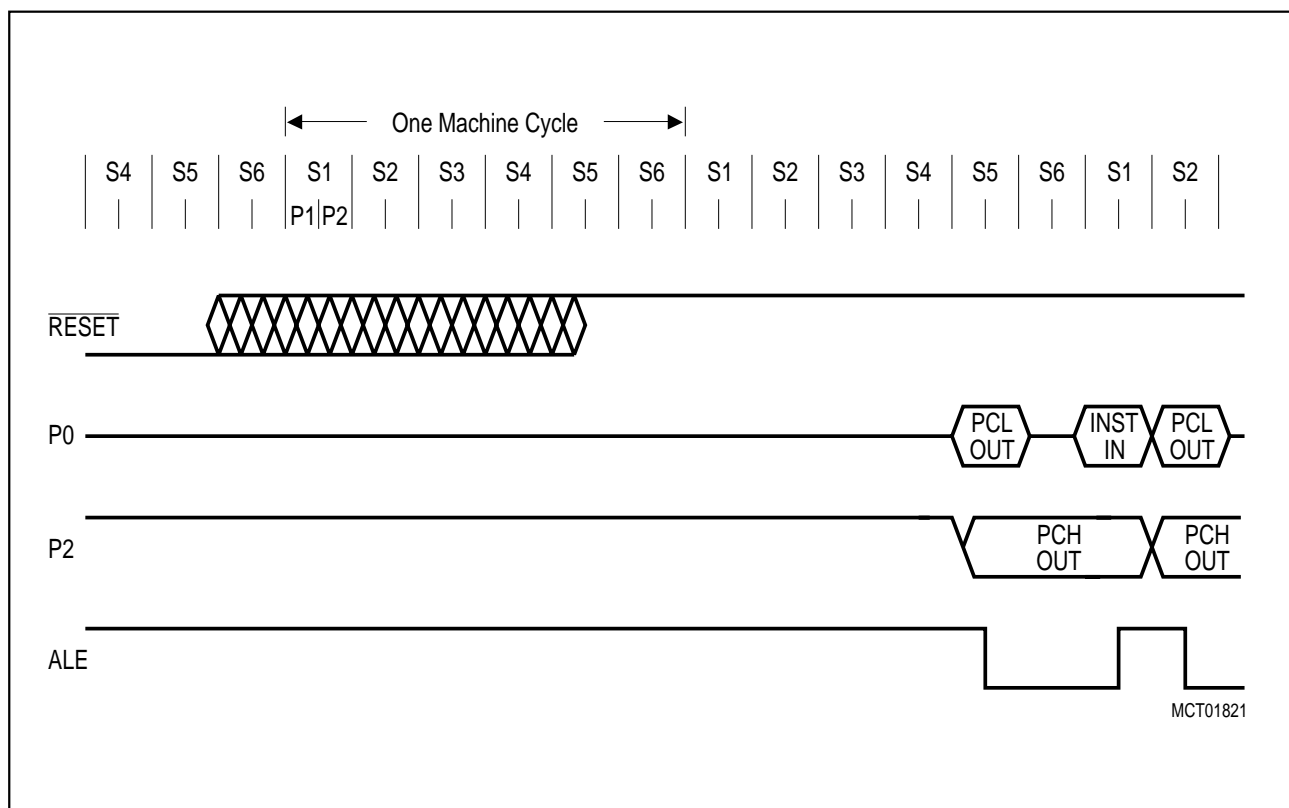 One Machine Cycle
S4 S5 S6 S1 S2 S3 S4 S5 S6 S1 S2 S3 S4 S5 S6 S1 S2
P1 P2
RESET
P0
PCL OUT
INST IN
PCL OUT
P2
PCH OUT
PCH OUT
ALE
MCT01821